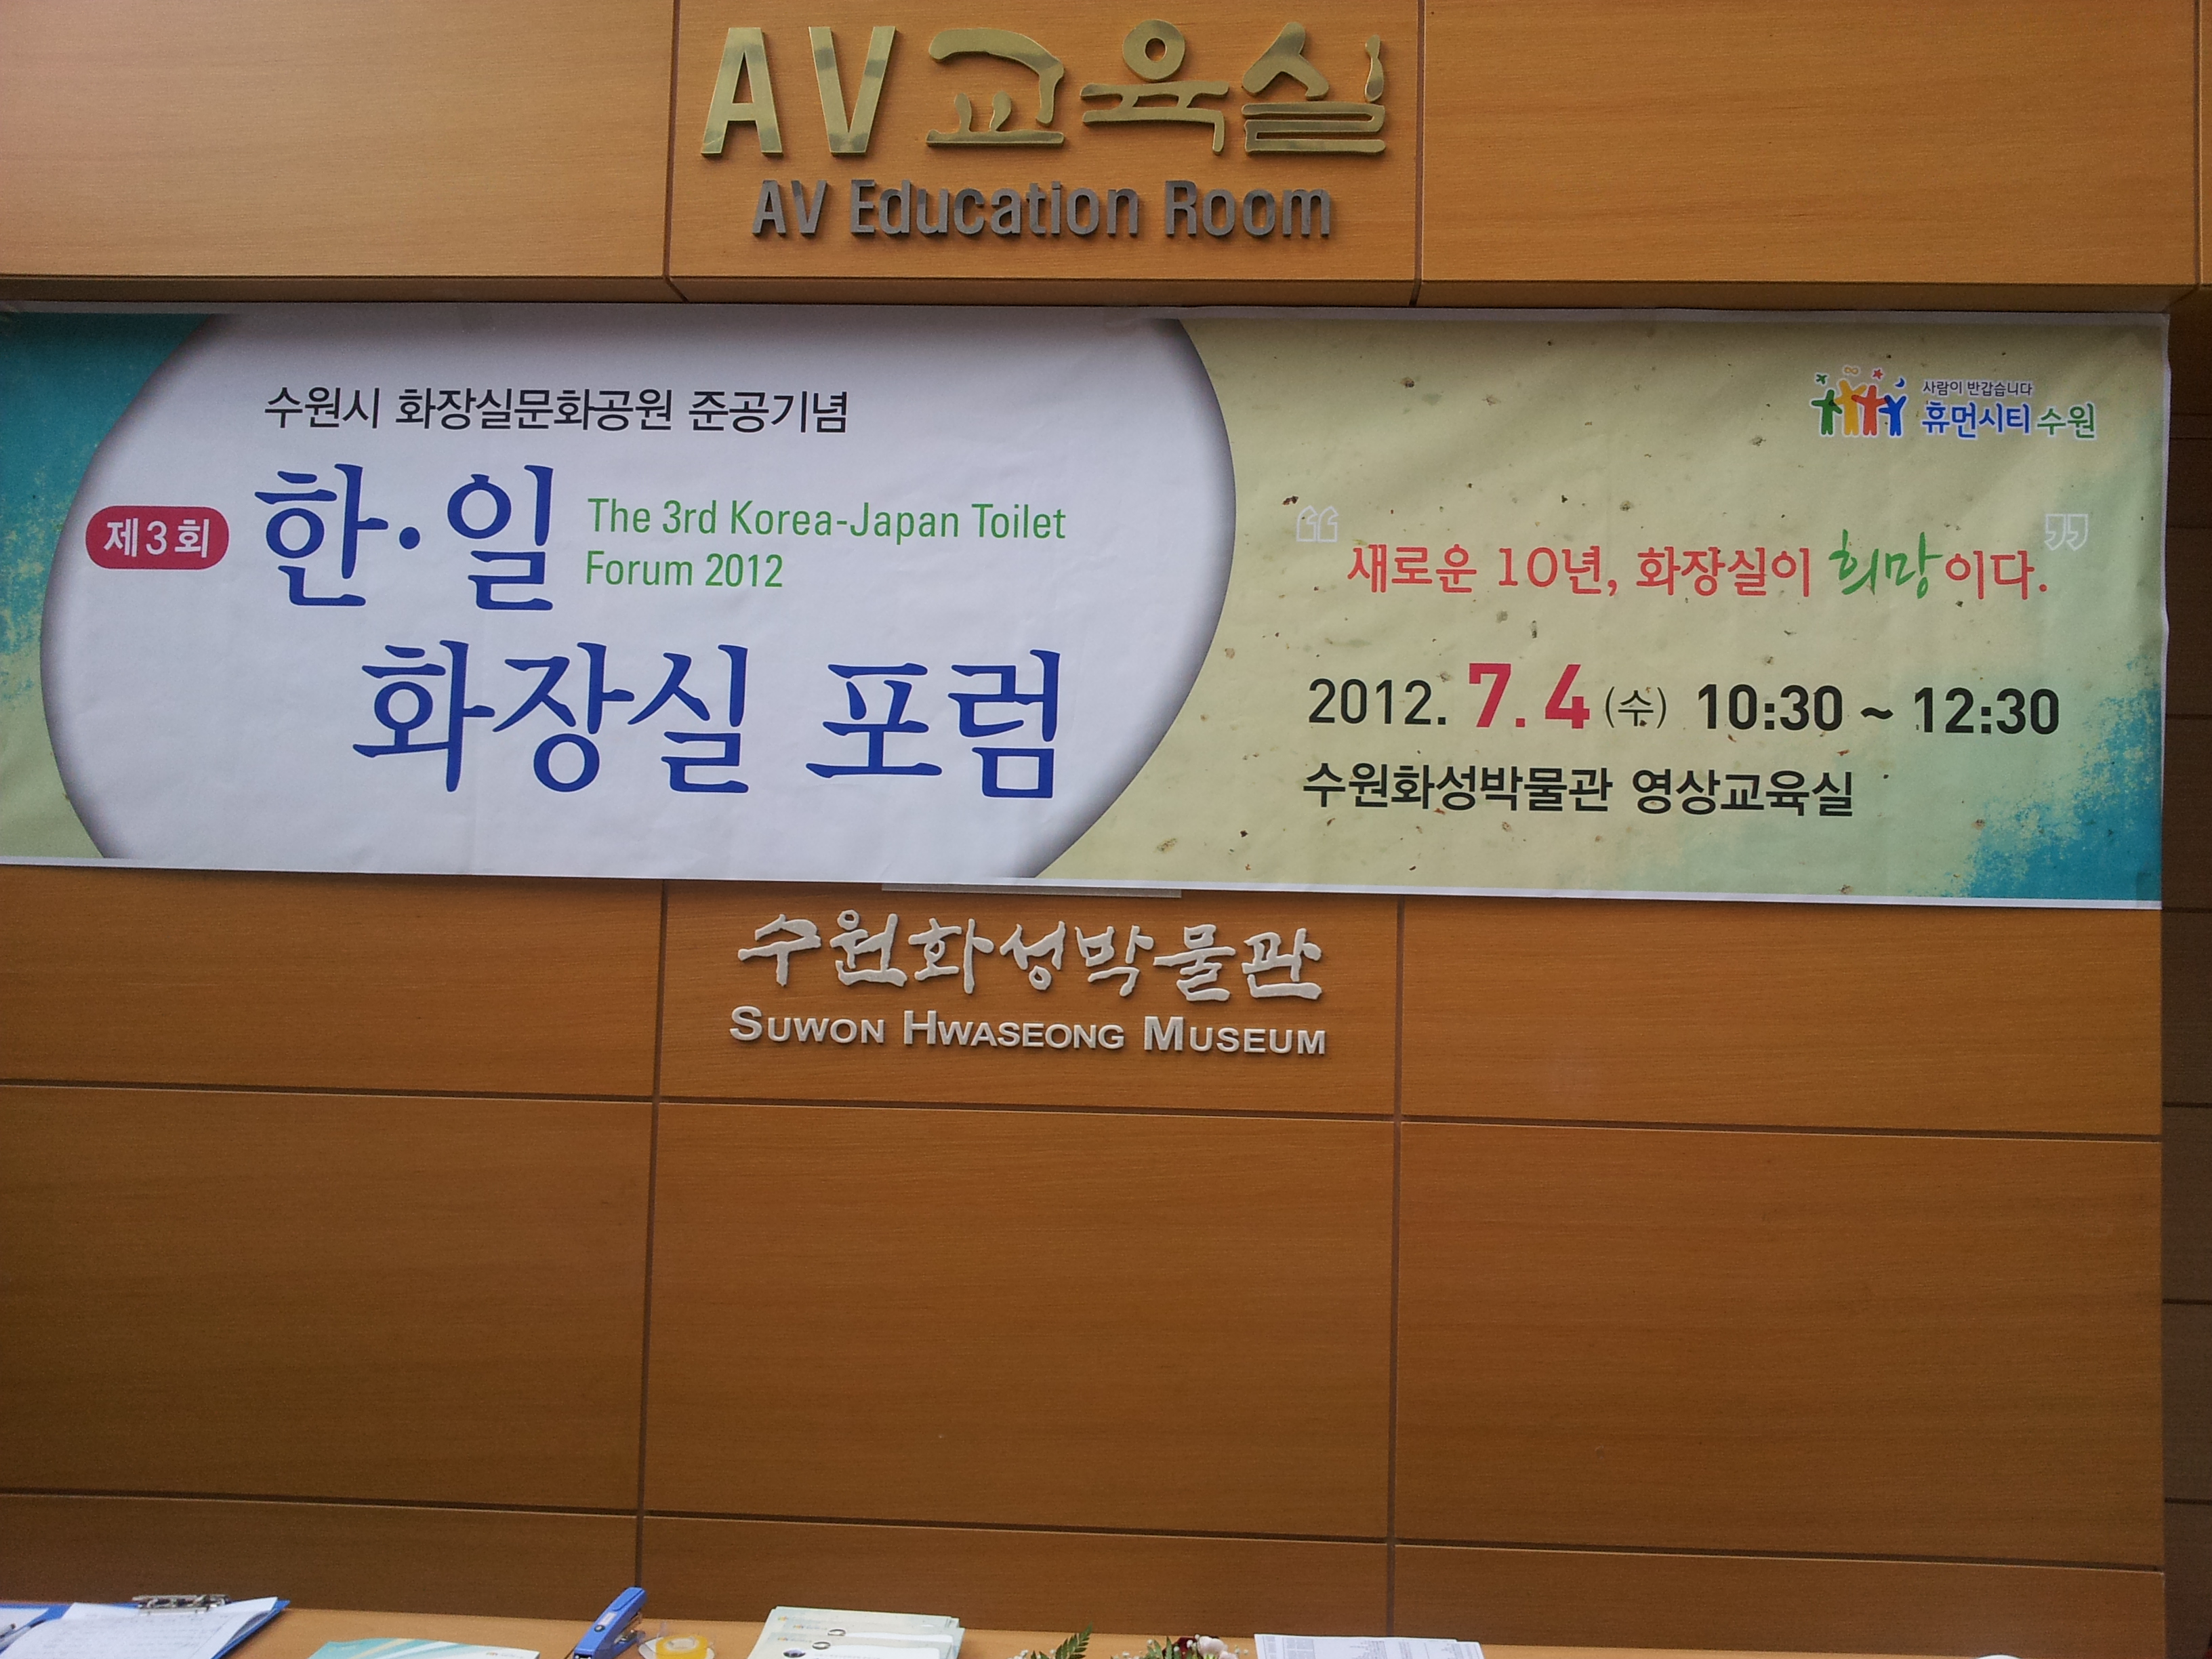 AV교육실
AV Education Room
수원시 화장실문화공원 준공기념
제3회
한·일
The 3rd Korea-Japan Toilet
Forum 2012
화장실 포럼
사람이 반갑습니다
휴먼시티 수원
“새로운 10년, 화장실이 희망이다.”
2012. 7. 4 (수) 10:30 ~ 12:30
수원화성박물관 영상교육실
수원화성박물관
SUWON HWASEONG MUSEUM